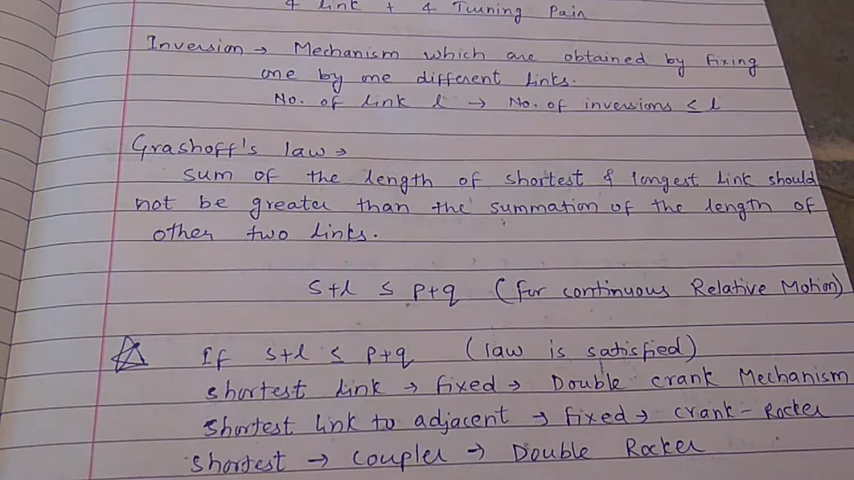 4 link + 4 Turning Pair
Inversion → Mechanism which are obtained by fixing
one by one different links.
No. of link l → No. of inversions ≤ l
Grashoff's law →
Sum of the length of shortest & longest link should
not be greater than the summation of the length of
other two links.
S+l ≤ p+q (for continuous Relative Motion)
If s+l ≤ p+q (law is satisfied)
shortest link → fixed → Double crank Mechanism
shortest link to adjacent → fixed → crank-Rocker
shortest → coupler → Double Rocker